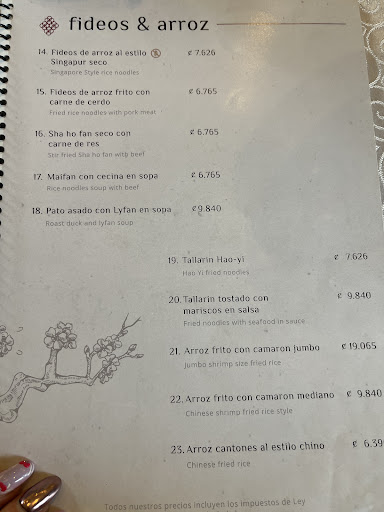 fideos & arroz
14. Fideos de arroz al estilo ₡ 7.626
Singapur seco
Singapore Style rice noodles
15. Fideos de arroz frito con ₡ 6.765
carne de cerdo
Fried rice noodles with pork meat
16. Sha ho fan seco con ₡ 6.765
carne de res
Stir fried Sha ho fan with beef
17. Maifan con cecina en sopa ₡ 6.765
Rice noodles soup with beef
18. Pato asado con Lyfan en sopa ₡9.840
Roast duck and lyfan soup
19. Tallarin Hao-yi ₡ 7.626
Hao Yi fried noodles
20. Tallarin tostado con ₡ 9.840
mariscos en salsa
Fried noodles with seafood in sauce
21. Arroz frito con camaron jumbo ₡19.065
Jumbo shrimp size fried rice
22. Arroz frito con camaron mediano ₡ 9.840
Chinese shrimp fried rice style
23. Arroz cantones al estilo chino ₡ 6.39
Chinese fried rice
Todos nuestros precios incluyen los impuestos de Ley